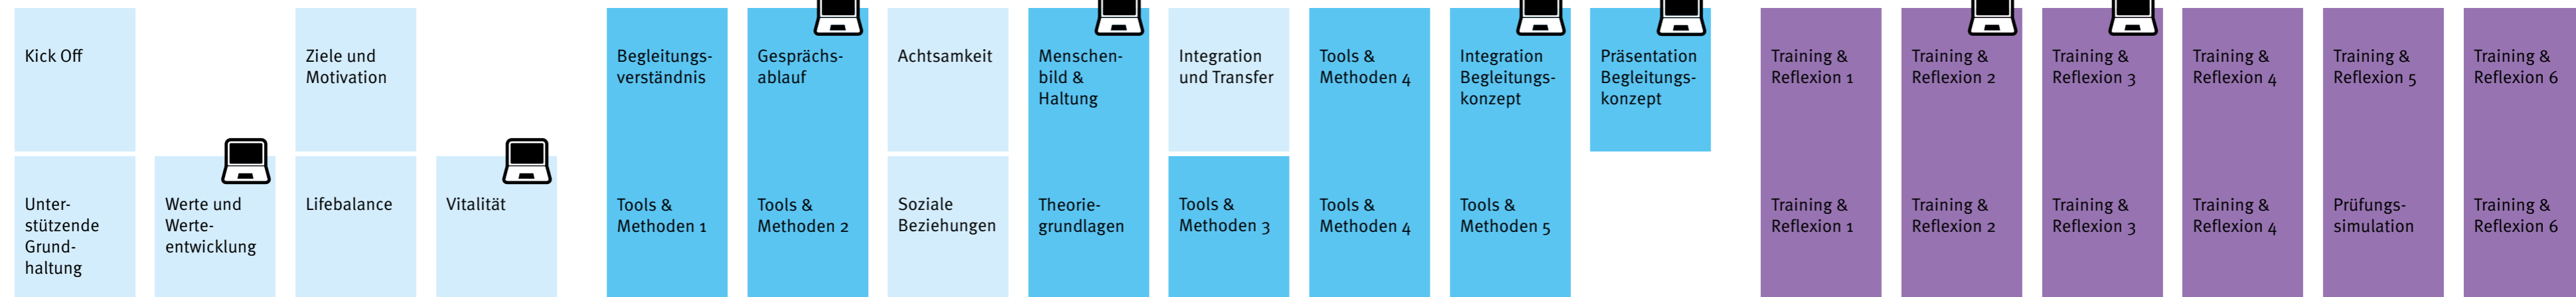 Kick Off
Ziele und
Motivation
Begleitungs-
verständnis
Gesprächs-
ablauf
Achtsamkeit
Menschen-
bild &
Haltung
Integration
und Transfer
Tools &
Methoden 4
Integration
Begleitungs-
konzept
Präsentation
Begleitungs-
konzept
Training &
Reflexion 1
Training &
Reflexion 2
Training &
Reflexion 3
Training &
Reflexion 4
Training &
Reflexion 5
Training &
Reflexion 6
Unter-
stützende
Grund-
haltung
Werte und
Werte-
entwicklung
Lifebalance
Vitalität
Tools &
Methoden 1
Tools &
Methoden 2
Soziale
Beziehungen
Theorie-
grundlagen
Tools &
Methoden 3
Tools &
Methoden 4
Tools &
Methoden 5
Training &
Reflexion 1
Training &
Reflexion 2
Training &
Reflexion 3
Training &
Reflexion 4
Prüfungs-
simulation
Training &
Reflexion 6